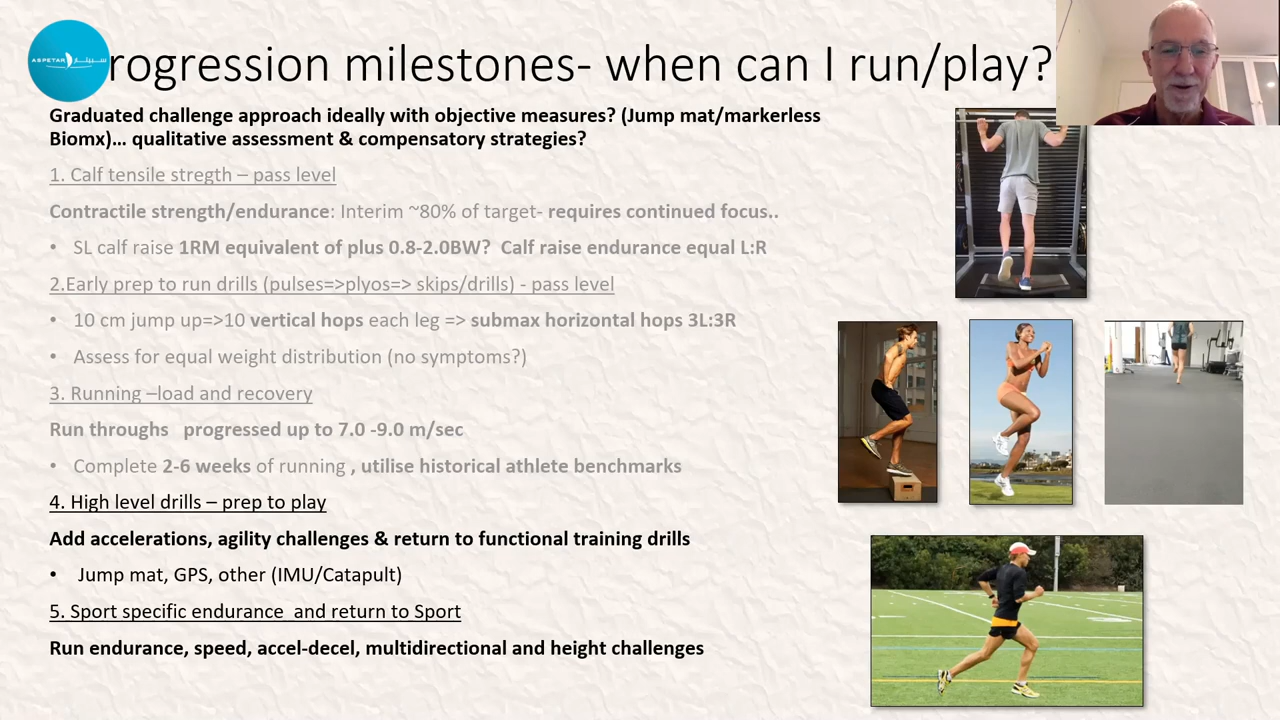 ASPETAR سبيتار
rogression milestones- when can I run/play?
Graduated challenge approach ideally with objective measures? (Jump mat/markerless
Biomx)… qualitative assessment & compensatory strategies?
1. Calf tensile stregth – pass level
Contractile strength/endurance: Interim ~80% of target- requires continued focus..
• SL calf raise 1RM equivalent of plus 0.8-2.0BW? Calf raise endurance equal L:R
2.Early prep to run drills (pulses=>plyos=> skips/drills) - pass level
• 10 cm jump up=>10 vertical hops each leg => submax horizontal hops 3L:3R
• Assess for equal weight distribution (no symptoms?)
3. Running –load and recovery
Run throughs progressed up to 7.0 -9.0 m/sec
• Complete 2-6 weeks of running , utilise historical athlete benchmarks
4. High level drills – prep to play
Add accelerations, agility challenges & return to functional training drills
• Jump mat, GPS, other (IMU/Catapult)
5. Sport specific endurance and return to Sport
Run endurance, speed, accel-decel, multidirectional and height challenges